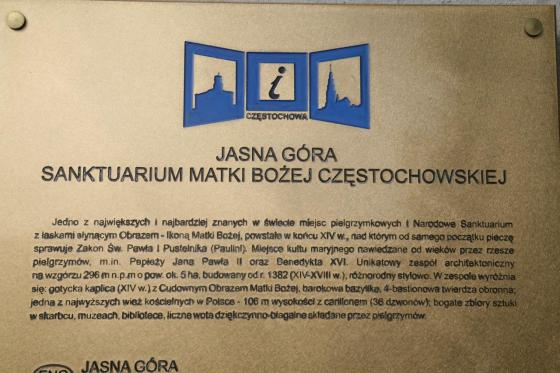 i
CZĘSTOCHOWA
JASNA GÓRA
SANKTUARIUM MATKI BOŻEJ CZĘSTOCHOWSKIEJ
Jedno z największych i najbardziej znanych w świecie miejsc pielgrzymkowych i Narodowe Sanktuarium
z łaskami słynącym Obrazem - Ikoną Matki Bożej, powstałe w końcu XIV w., nad którym od samego początku pieczę
sprawuje Zakon Św. Pawła I Pustelnika (Paulini). Miejsce kultu maryjnego nawiedzane od wieków przez rzesze
pielgrzymów, m.in. Papieży Jana Pawła II oraz Benedykta XVI. Unikatowy zespół architektoniczny
na wzgórzu 296 m n.p.m o pow. ok. 5 ha, budowany od r. 1382 (XIV-XVIII w.), różnorodny stylowo. W zespole wyróżnia
się: gotycka kaplica (XIV w.) z Cudownym Obrazem Matki Bożej, barokowa bazylika, 4-bastionowa twierdza obronna;
jedna z najwyższych wież kościelnych w Polsce - 106 m wysokości z carillonem (36 dzwonów); bogate zbiory sztuki
w skarbcu, muzeach, bibliotece, liczne wota dziękczynno-błagalne składane przez pielgrzymów.
ENG JASNA GÓRA